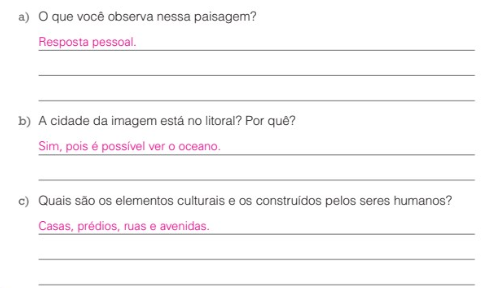 a) O que você observa nessa paisagem?
Resposta pessoal.
b) A cidade da imagem está no litoral? Por quê?
Sim, pois é possível ver o oceano.
c) Quais são os elementos culturais e os construídos pelos seres humanos?
Casas, prédios, ruas e avenidas.